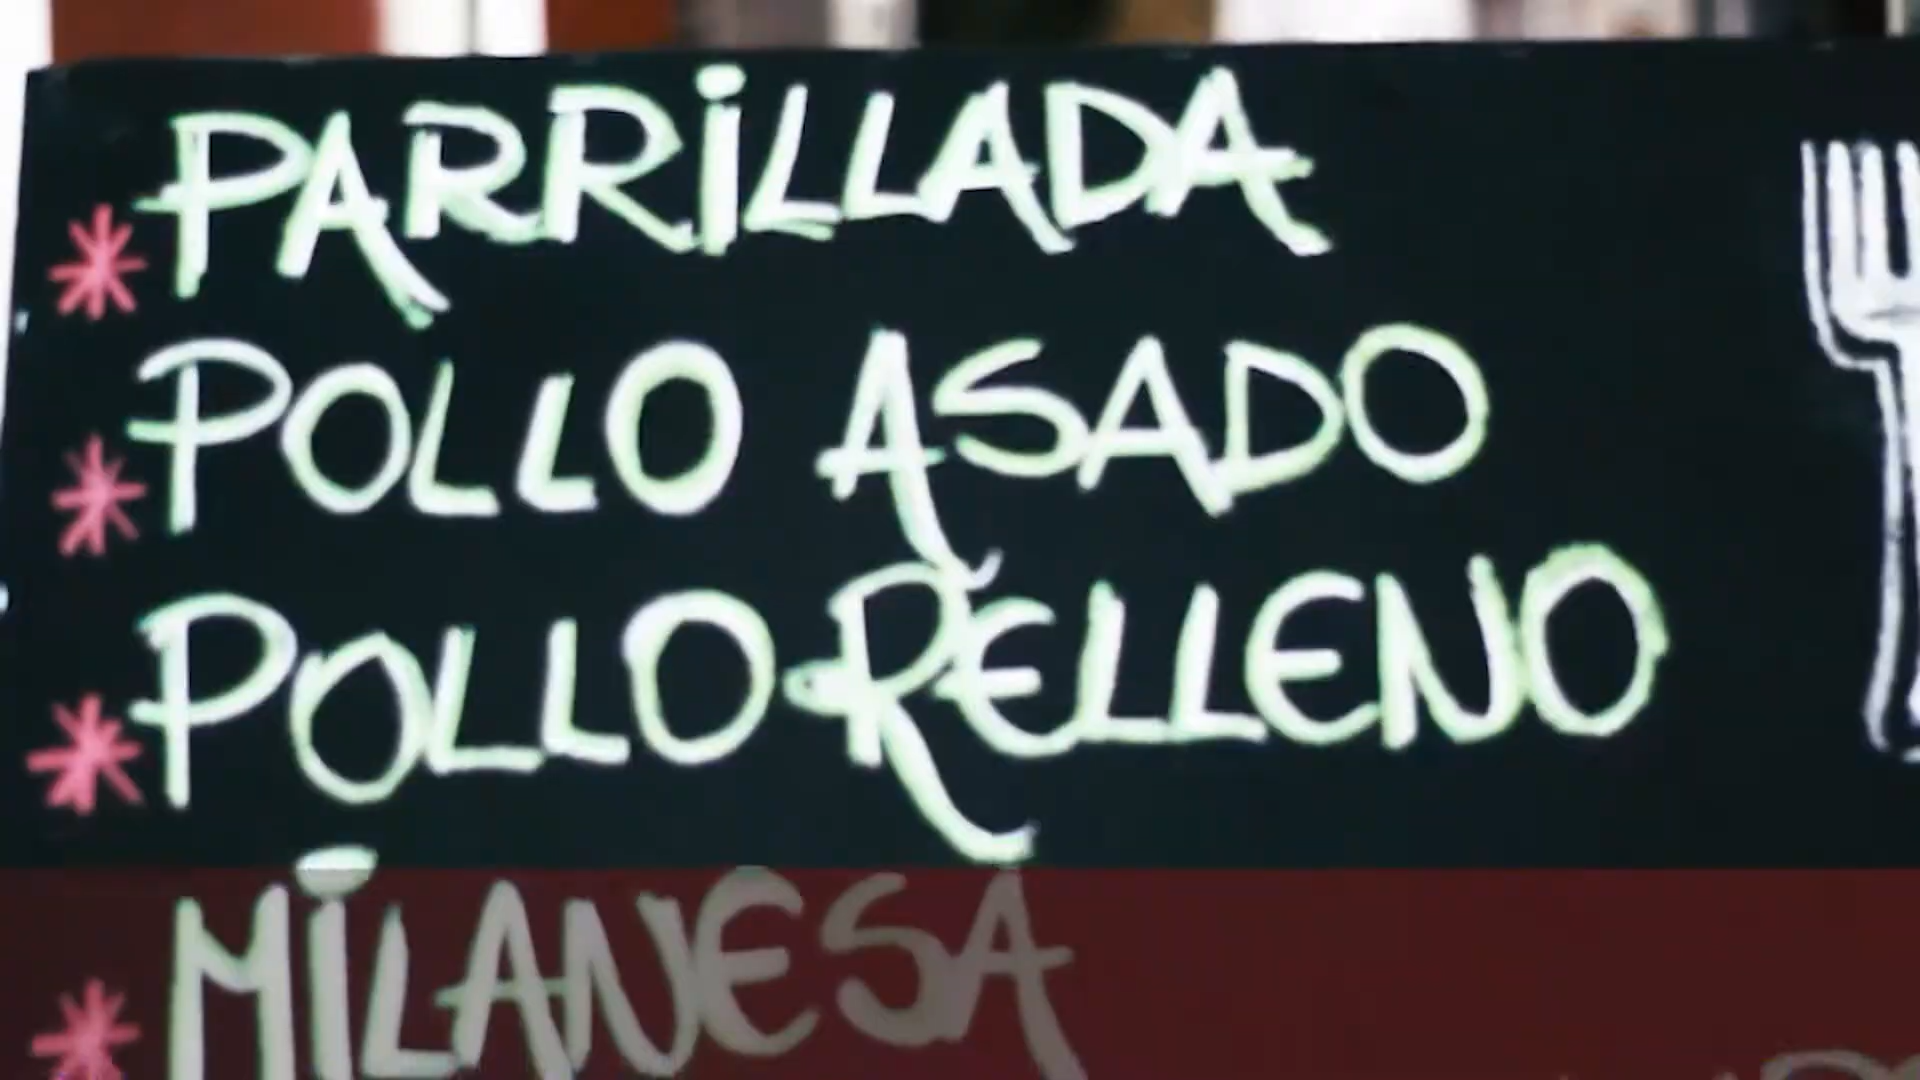 * PARRILLADA
* POLLO ASADO
* POLLO RELLENO
* MILANESA